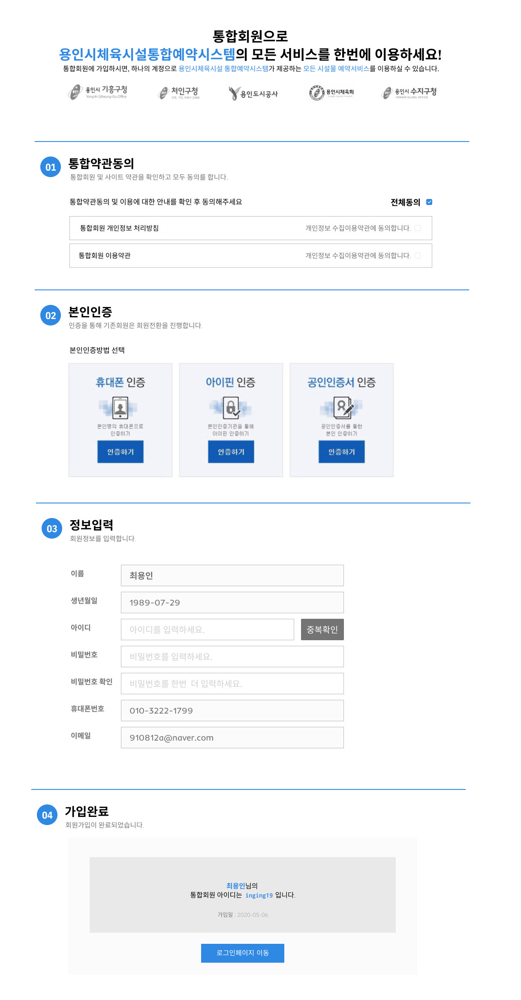 통합회원으로
용인시체육시설통합예약시스템의 모든 서비스를 한번에 이용하세요!
통합회원에 가입하시면, 하나의 계정으로 용인시체육시설 통합예약시스템가 제공하는 모든 시설물 예약서비스를 이용하실 수 있습니다.
용인시 기흥구청
Yong-In Giheung-Gu Office
처인구청
자연, 구민, 미래가 조화된
용인도시공사
용인시체육회
Yongin Sports Council
용인시 수지구청
YONGIN SUJIGU OFFICE
01
통합약관동의
통합회원 및 사이트 약관을 확인하고 모두 동의를 합니다.
통합약관동의 및 이용에 대한 안내를 확인 후 동의해주세요
전체동의
통합회원 개인정보 처리방침
개인정보 수집이용약관에 동의합니다.
통합회원 이용약관
개인정보 수집이용약관에 동의합니다.
02
본인인증
인증을 통해 기존회원은 회원전환을 진행합니다.
본인인증방법 선택
휴대폰 인증
본인명의 휴대폰으로
인증하기
인증하기
아이핀 인증
본인인증기관을 통해
아이핀 인증하기
인증하기
공인인증서 인증
공인인증서를 통한
본인 인증하기
인증하기
03
정보입력
회원정보를 입력합니다.
이름
최용인
생년월일
1989-07-29
아이디
아이디를 입력하세요.
중복확인
비밀번호
비밀번호를 입력하세요.
비밀번호 확인
비밀번호를 한번 더 입력하세요.
휴대폰번호
010-3222-1799
이메일
910812a@naver.com
04
가입완료
회원가입이 완료되었습니다.
최용인님의
통합회원 아이디는 inging19 입니다.
가입일 : 2020-05-06
로그인페이지 이동